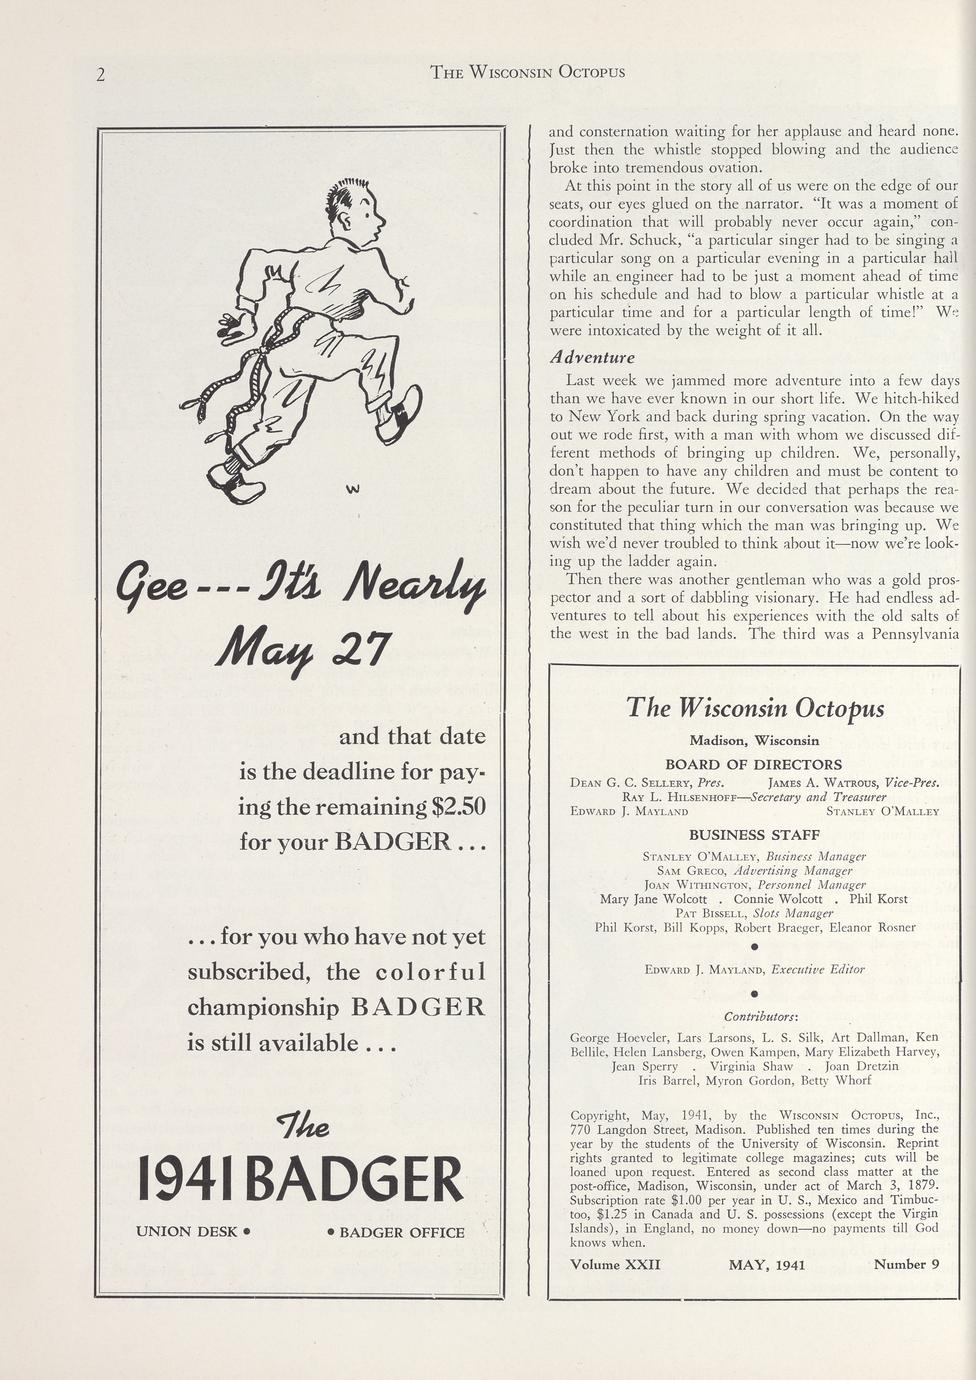 2
THE WISCONSIN OCTOPUS
W
Gee---It's Nearly
May 27
and that date
is the deadline for pay-
ing the remaining $2.50
for your BADGER . . .
. . . for you who have not yet
subscribed, the colorful
championship BADGER
is still available . . .
The
1941 BADGER
UNION DESK • • BADGER OFFICE
and consternation waiting for her applause and heard none.
Just then the whistle stopped blowing and the audience
broke into tremendous ovation.
At this point in the story all of us were on the edge of our
seats, our eyes glued on the narrator. "It was a moment of
coordination that will probably never occur again," con-
cluded Mr. Schuck, "a particular singer had to be singing a
particular song on a particular evening in a particular hall
while an engineer had to be just a moment ahead of time
on his schedule and had to blow a particular whistle at a
particular time and for a particular length of time!" We
were intoxicated by the weight of it all.
Adventure
Last week we jammed more adventure into a few days
than we have ever known in our short life. We hitch-hiked
to New York and back during spring vacation. On the way
out we rode first, with a man with whom we discussed dif-
ferent methods of bringing up children. We, personally,
don't happen to have any children and must be content to
dream about the future. We decided that perhaps the rea-
son for the peculiar turn in our conversation was because we
constituted that thing which the man was bringing up. We
wish we'd never troubled to think about it—now we're look-
ing up the ladder again.
Then there was another gentleman who was a gold pros-
pector and a sort of dabbling visionary. He had endless ad-
ventures to tell about his experiences with the old salts of
the west in the bad lands. The third was a Pennsylvania
The Wisconsin Octopus
Madison, Wisconsin
BOARD OF DIRECTORS
DEAN G. C. SELLERY, Pres. JAMES A. WATROUS, Vice-Pres.
RAY L. HILSENHOFF—Secretary and Treasurer
EDWARD J. MAYLAND STANLEY O'MALLEY
BUSINESS STAFF
STANLEY O'MALLEY, Business Manager
SAM GRECO, Advertising Manager
JOAN WITHINGTON, Personnel Manager
Mary Jane Wolcott . Connie Wolcott . Phil Korst
PAT BISSELL, Slots Manager
Phil Korst, Bill Kopps, Robert Braeger, Eleanor Rosner
•
EDWARD J. MAYLAND, Executive Editor
•
Contributors:
George Hoeveler, Lars Larsons, L. S. Silk, Art Dallman, Ken
Bellile, Helen Lansberg, Owen Kampen, Mary Elizabeth Harvey,
Jean Sperry . Virginia Shaw . Joan Dretzin
Iris Barrel, Myron Gordon, Betty Whorf
Copyright, May, 1941, by the WISCONSIN OCTOPUS, Inc.,
770 Langdon Street, Madison. Published ten times during the
year by the students of the University of Wisconsin. Reprint
rights granted to legitimate college magazines; cuts will be
loaned upon request. Entered as second class matter at the
post-office, Madison, Wisconsin, under act of March 3, 1879.
Subscription rate $1.00 per year in U. S., Mexico and Timbuc-
too, $1.25 in Canada and U. S. possessions (except the Virgin
Islands), in England, no money down—no payments till God
knows when.
Volume XXII MAY, 1941 Number 9